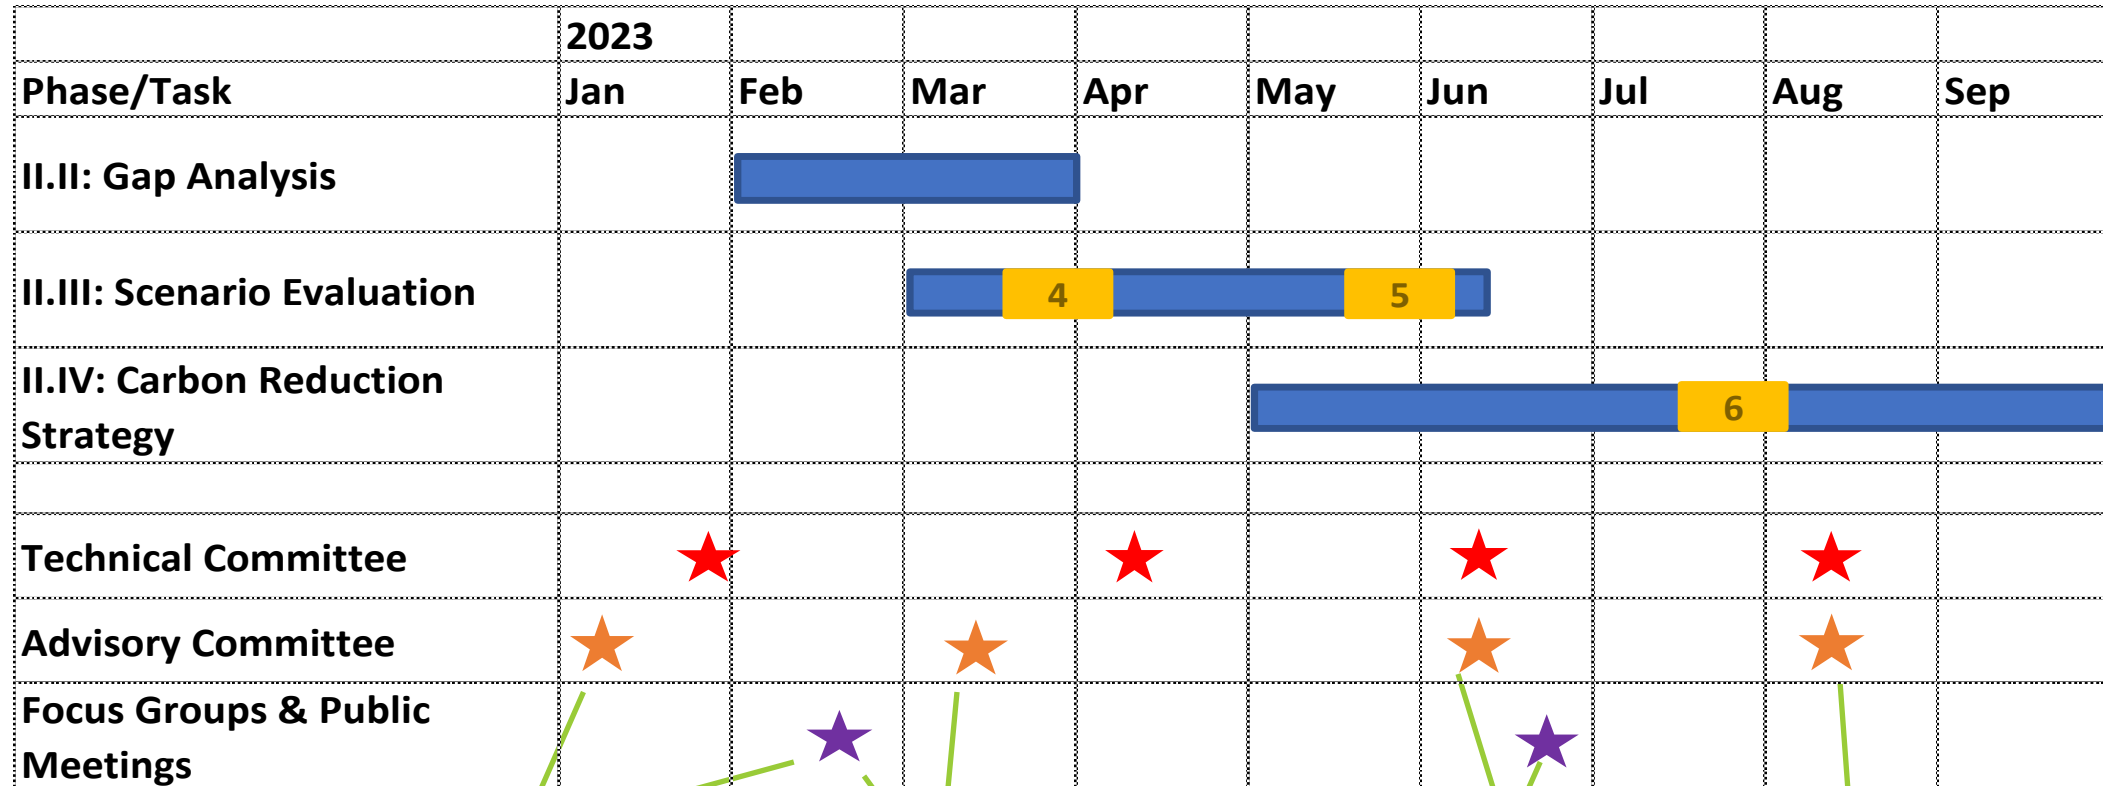 2023
Phase/Task Jan Feb Mar Apr May Jun Jul Aug Sep
II.II: Gap Analysis
II.III: Scenario Evaluation 4 5
II.IV: Carbon Reduction
Strategy
6
Technical Committee
Advisory Committee
Focus Groups & Public
Meetings